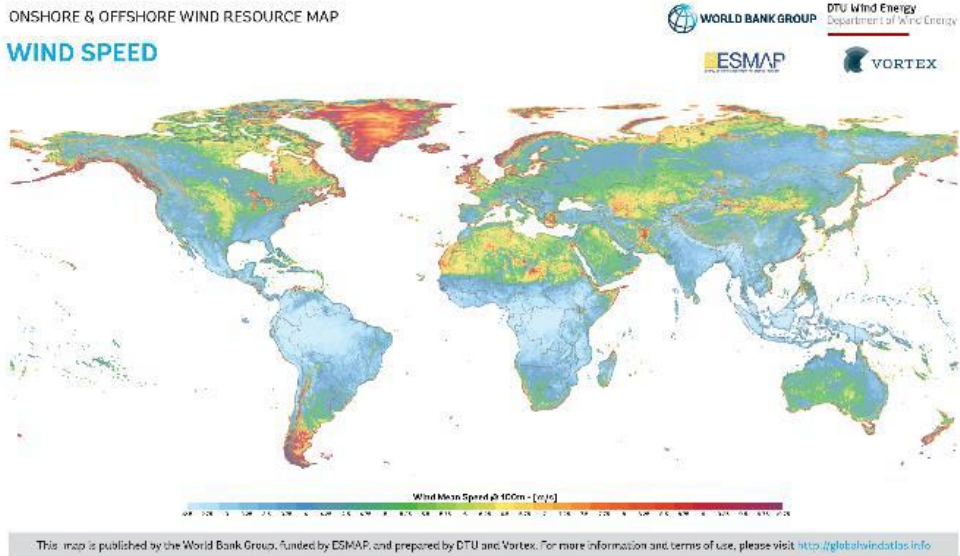 ONSHORE & OFFSHORE WIND RESOURCE MAP
WIND SPEED
WORLD BANK GROUP
DTU Wind Energy
Department of Wind Energy
ESMAP
VORTEX
Wind Mean Speed @ 100m - [m/s]
This map is published by the World Bank Group, funded by ESMAP, and prepared by DTU and Vortex. For more information and terms of use, please visit http://globalwindatlas.info